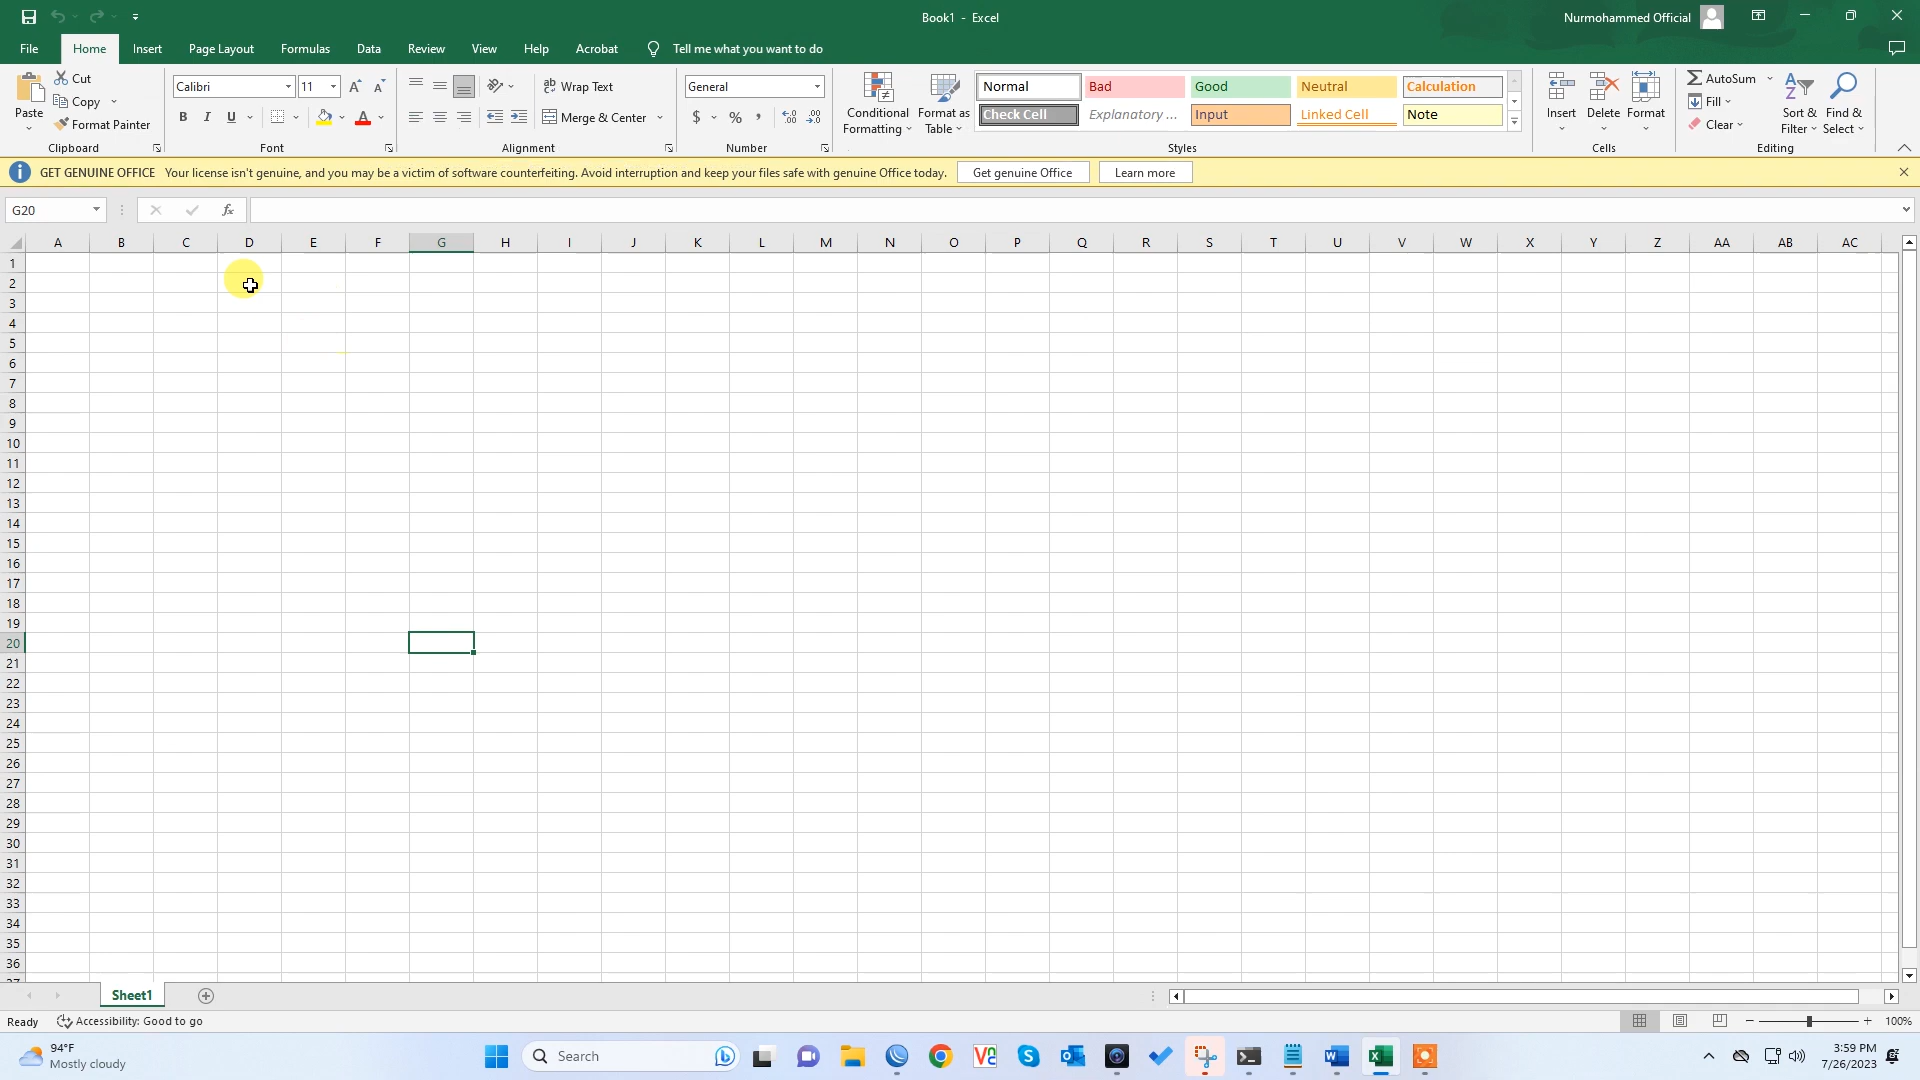 Book1 - Excel
Nurmohammed Official
File Home Insert Page Layout Formulas Data Review View Help Acrobat Tell me what you want to do
Paste
Cut
Copy
Format Painter
Clipboard
Calibri 11
B I U A
Font
Wrap Text
Merge & Center
Alignment
General
$ % ,
Number
Conditional Formatting
Format as Table
Normal Bad Good Neutral Calculation
Check Cell Explanatory ... Input Linked Cell Note
Styles
Insert Delete Format
Cells
AutoSum
Fill
Clear
Sort & Filter
Find & Select
Editing
GET GENUINE OFFICE Your license isn't genuine, and you may be a victim of software counterfeiting. Avoid interruption and keep your files safe with genuine Office today. Get genuine Office Learn more
G20 fx
A B C D E F G H I J K L M N O P Q R S T U V W X Y Z AA AB AC
1
2
3
4
5
6
7
8
9
10
11
12
13
14
15
16
17
18
19
20
21
22
23
24
25
26
27
28
29
30
31
32
33
34
35
36
Sheet1
Ready Accessibility: Good to go 100%
94°F
Mostly cloudy
Search
3:59 PM
7/26/2023